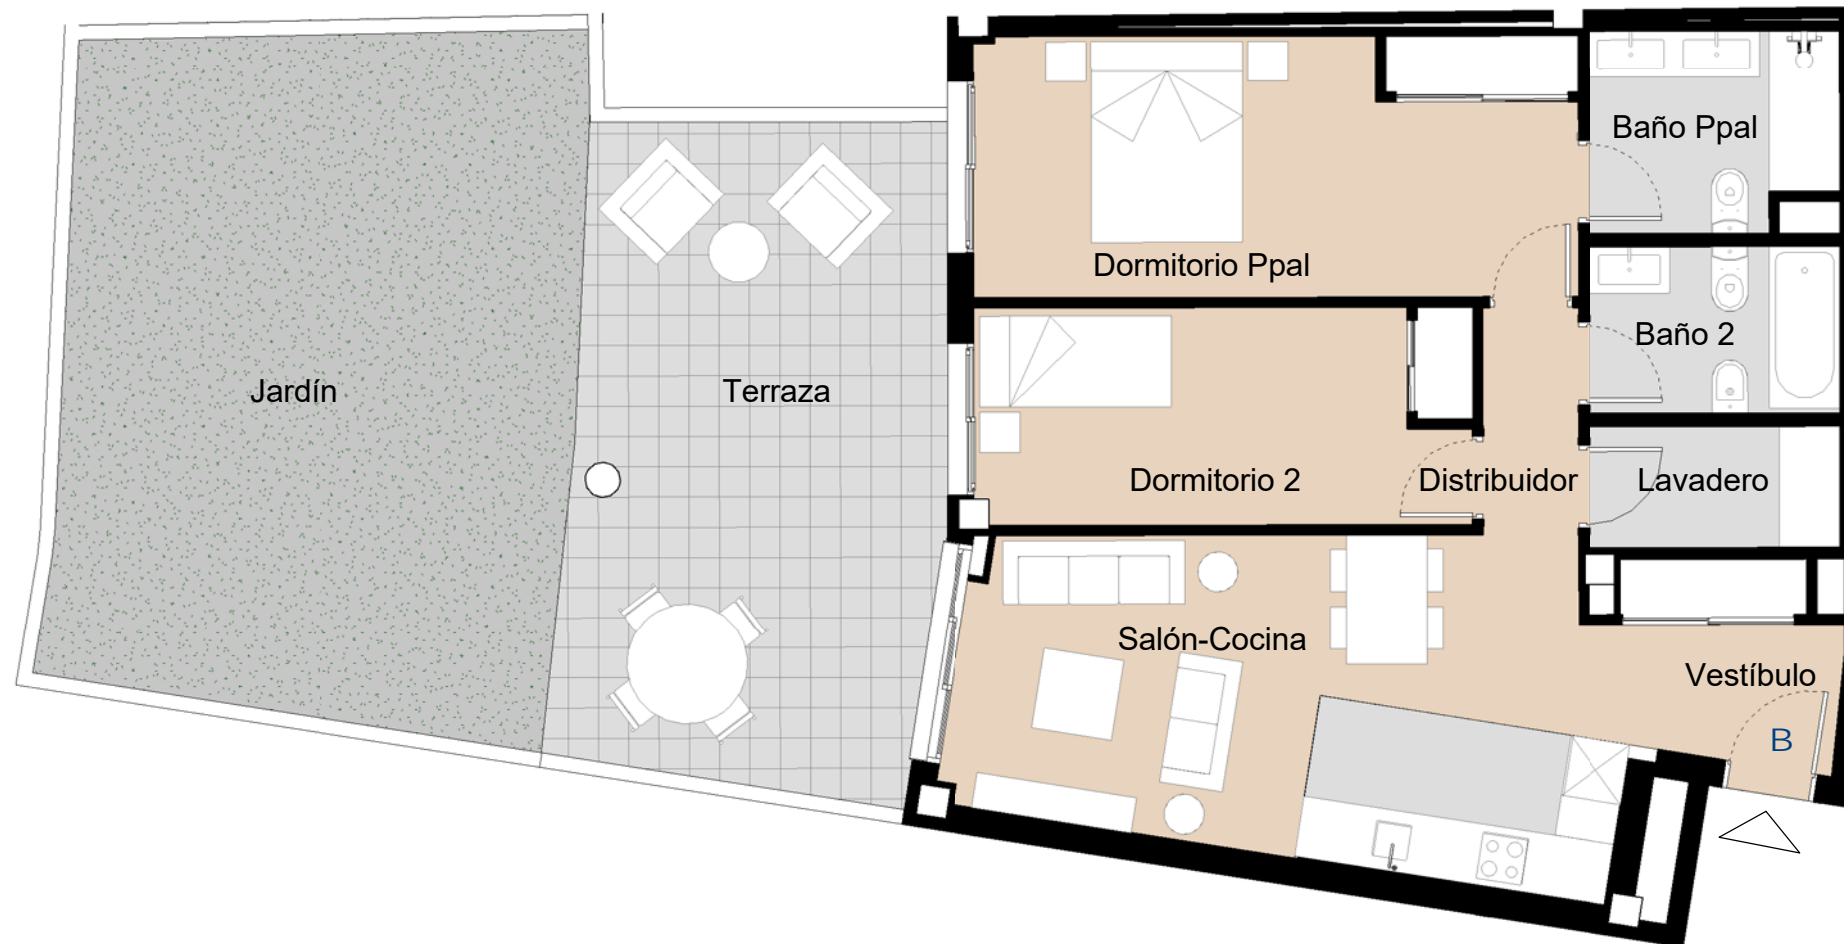 Baño Ppal
Dormitorio Ppal
Baño 2
Jardín
Terraza
Dormitorio 2
Distribuidor
Lavadero
Salón-Cocina
Vestíbulo
B